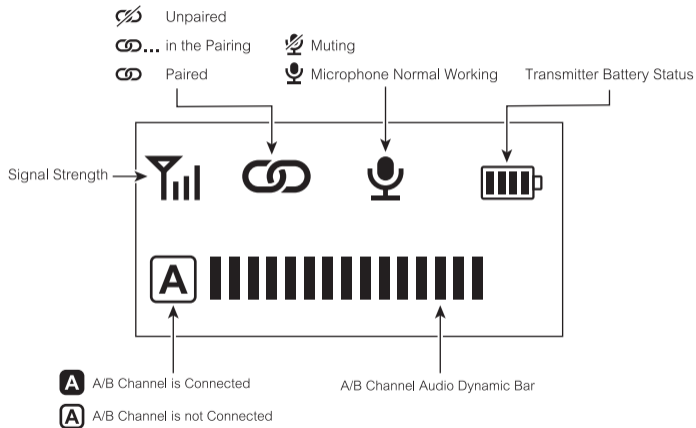 Unpaired
... in the Pairing
Muting
Paired
Microphone Normal Working
Transmitter Battery Status
Signal Strength
A
A A/B Channel is Connected
A/B Channel Audio Dynamic Bar
A A/B Channel is not Connected